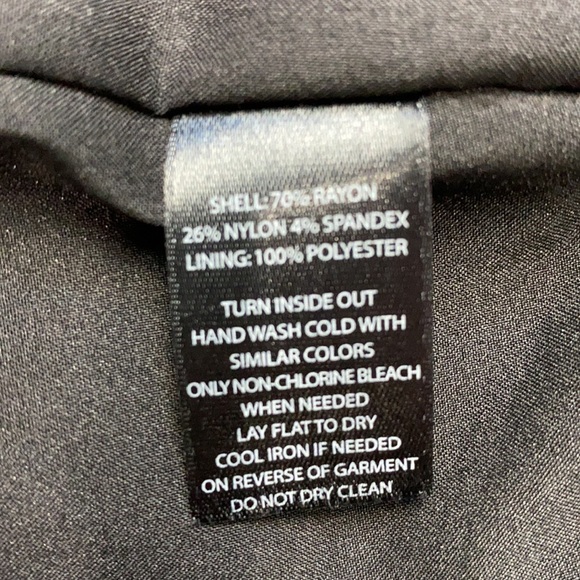 SHELL: 70% RAYON
26% NYLON 4% SPANDEX
LINING: 100% POLYESTER
TURN INSIDE OUT
HAND WASH COLD WITH
SIMILAR COLORS
ONLY NON-CHLORINE BLEACH
WHEN NEEDED
LAY FLAT TO DRY
COOL IRON IF NEEDED
ON REVERSE OF GARMENT
DO NOT DRY CLEAN